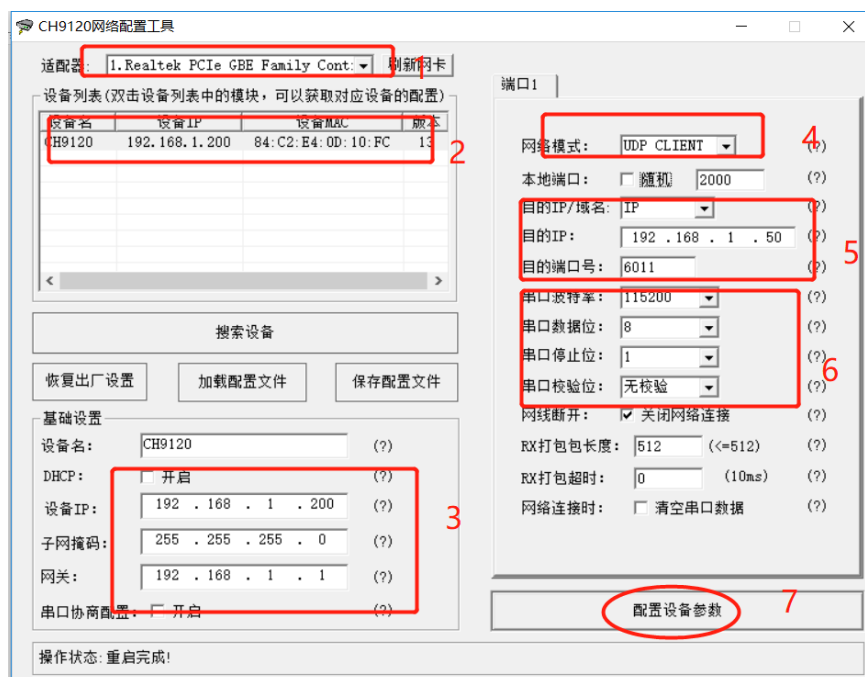 CH9120网络配置工具
适配器: 1.Realtek PCIe GBE Family Cont: 刷新网卡 1
设备列表(双击设备列表中的模块，可以获取对应设备的配置)
设备名 设备IP 设备MAC 版本
CH9120 192.168.1.200 84:C2:E4:0D:10:FC 13
2
搜索设备
恢复出厂设置 加载配置文件 保存配置文件
基础设置
设备名: CH9120 (?)
DHCP: 开启 (?)
设备IP: 192 . 168 . 1 . 200 (?)
子网掩码: 255 . 255 . 255 . 0 (?)
网关: 192 . 168 . 1 . 1 (?)
串口协商配置: 开启 (?)
3
端口1
网络模式: UDP CLIENT (?)
4
本地端口: 随机 2000 (?)
目的IP/域名: IP (?)
目的IP: 192 . 168 . 1 . 50 (?)
目的端口号: 6011 (?)
5
串口波特率: 115200 (?)
串口数据位: 8 (?)
串口停止位: 1 (?)
串口校验位: 无校验 (?)
6
网线断开: 关闭网络连接 (?)
RX打包包长度: 512 (<=512) (?)
RX打包超时: 0 (10ms) (?)
网络连接时: 清空串口数据 (?)
配置设备参数 7
操作状态:重启完成!